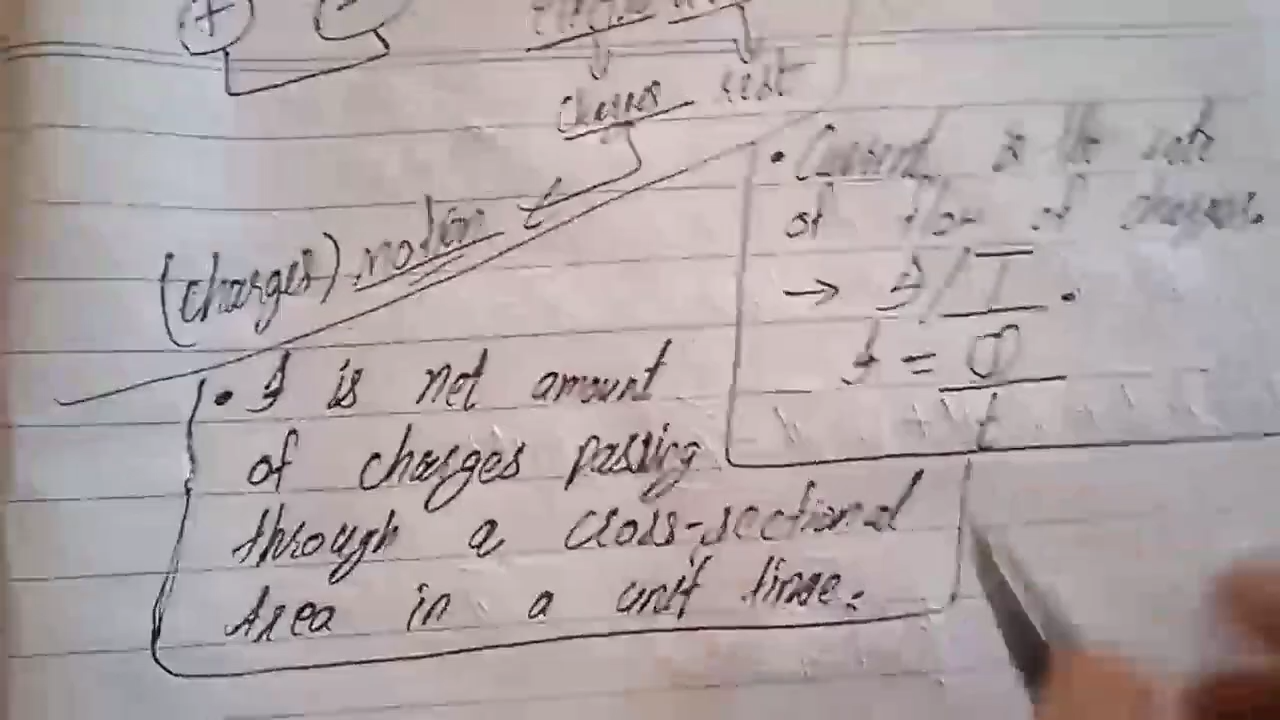 + -
charges rest
(charges) motion
• Current is the rate
of flow of charges.
→ I / I .
I = Q
t
• I is net amount
of charges passing
through a cross-sectional
Area in a unit time.